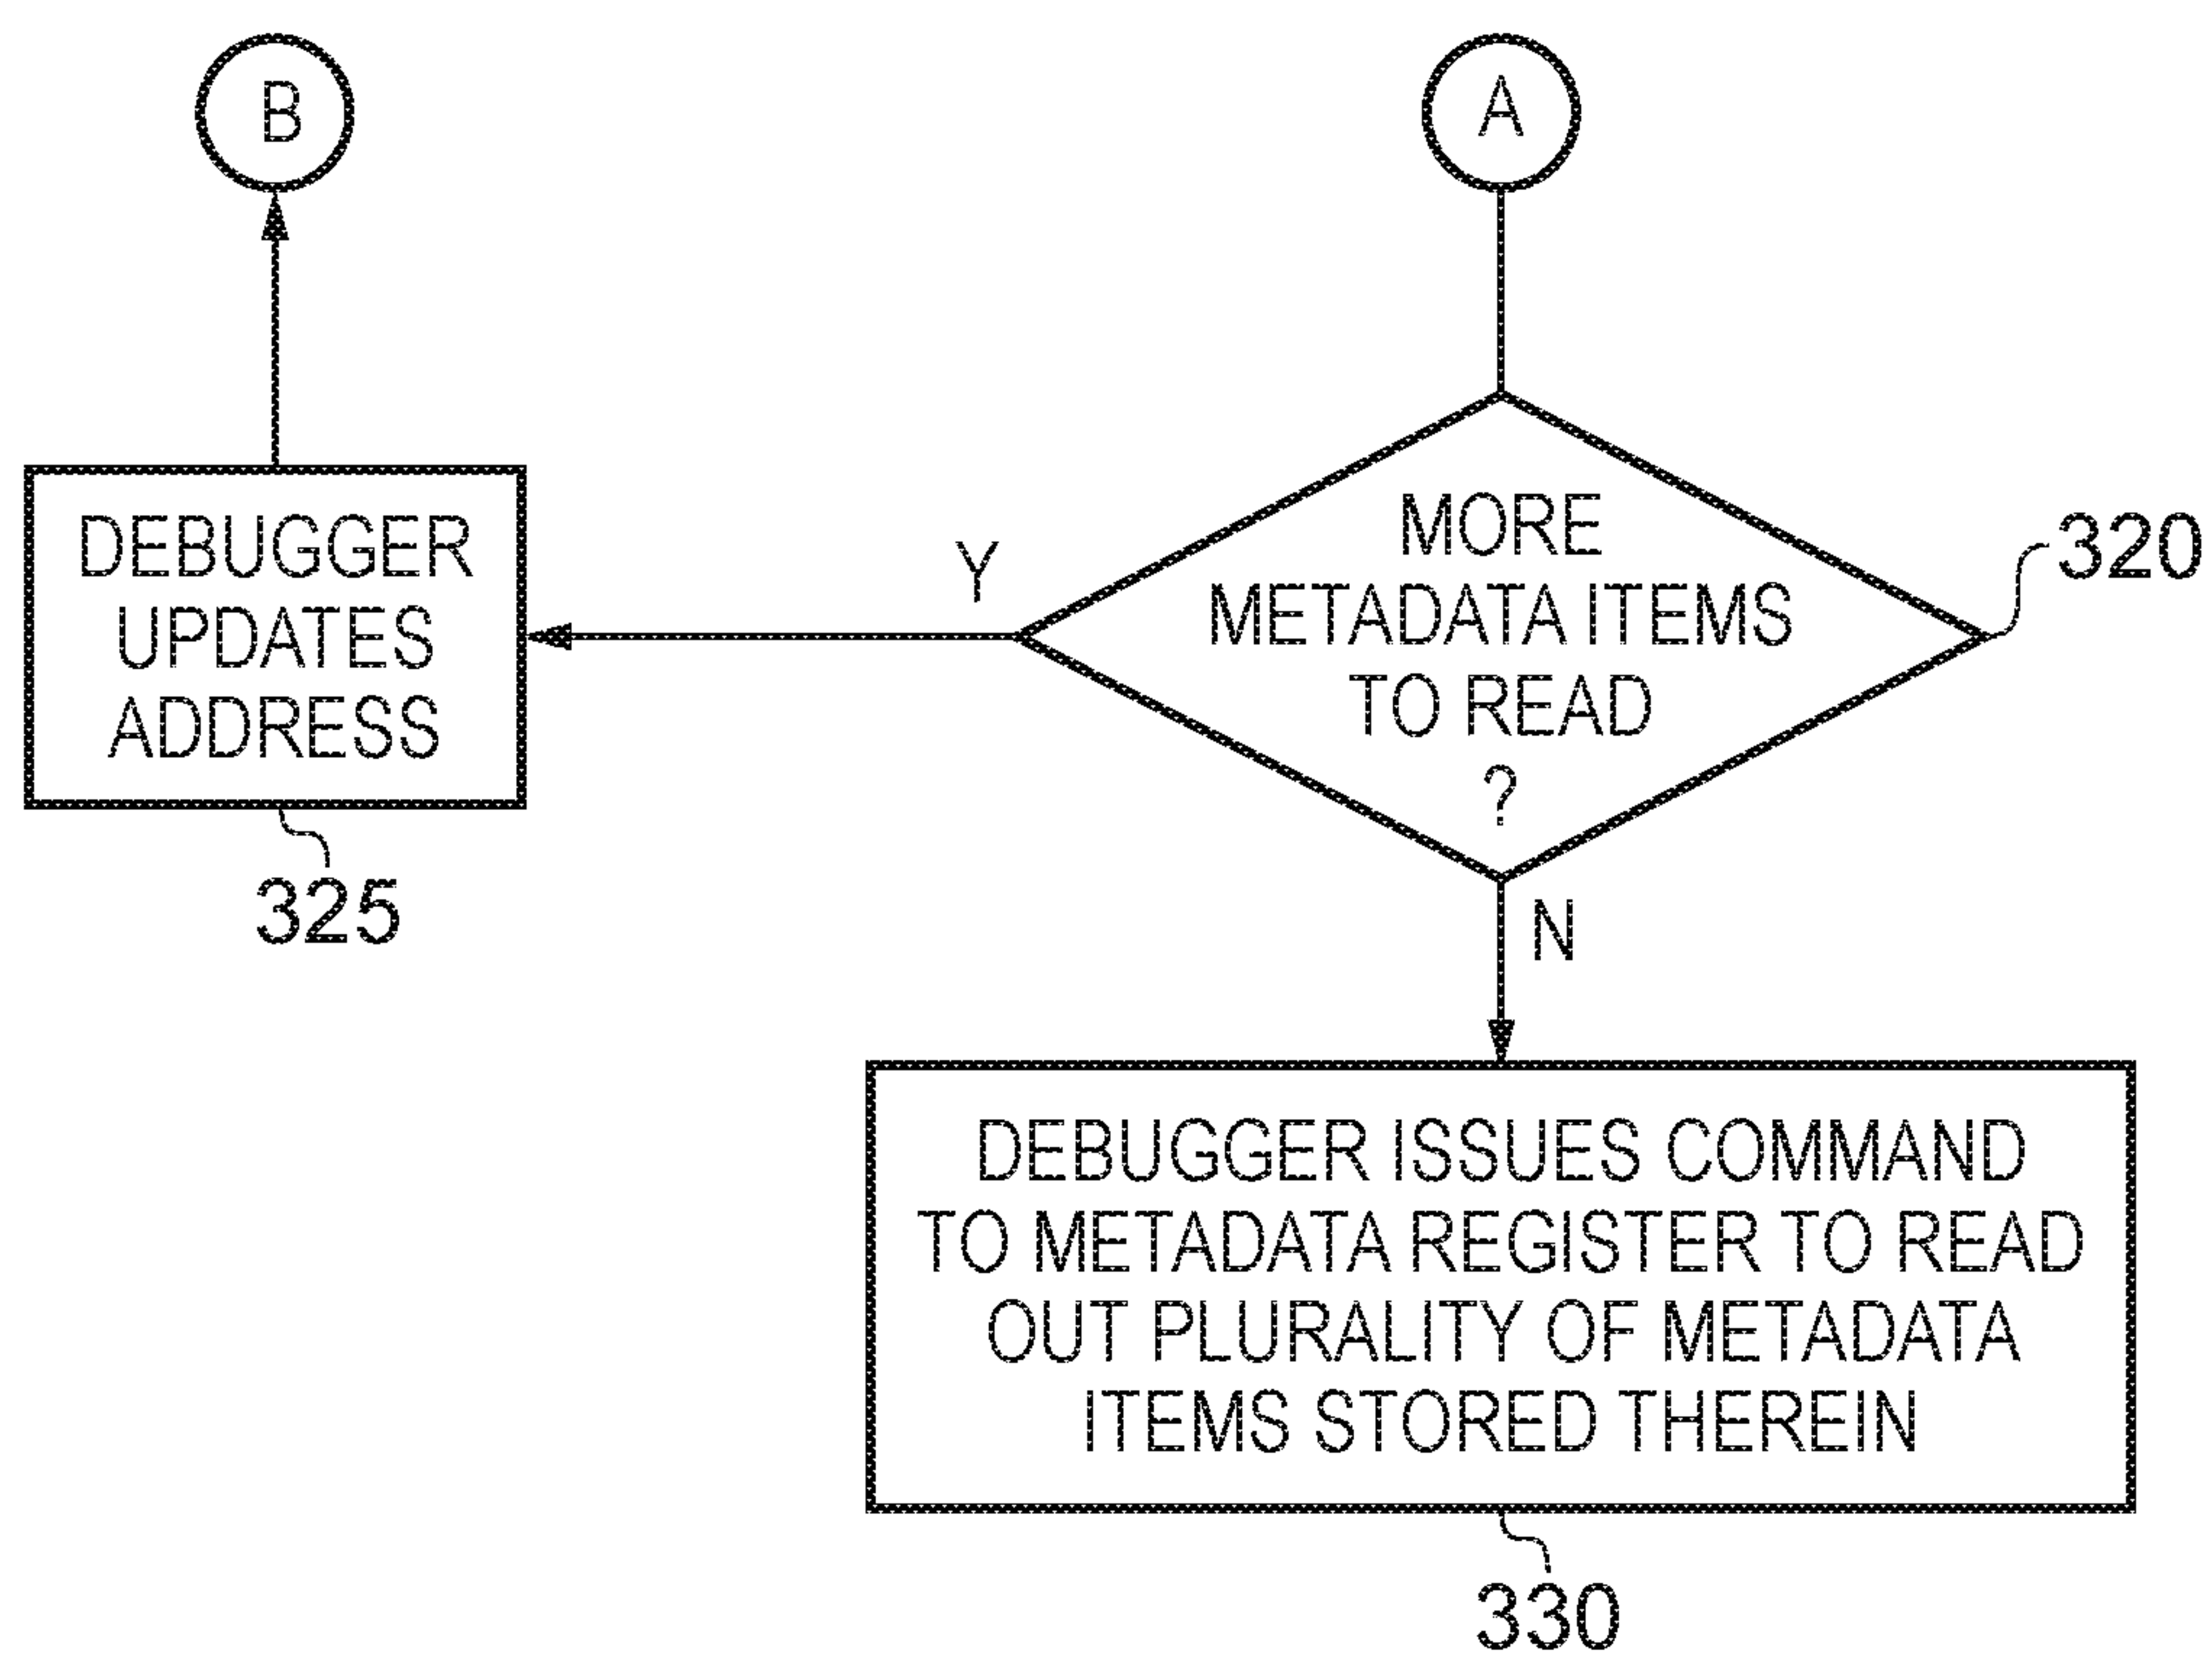 B
A
DEBUGGER
UPDATES
ADDRESS
325
Y
MORE
METADATA ITEMS
TO READ
?
320
N
DEBUGGER ISSUES COMMAND
TO METADATA REGISTER TO READ
OUT PLURALITY OF METADATA
ITEMS STORED THEREIN
330